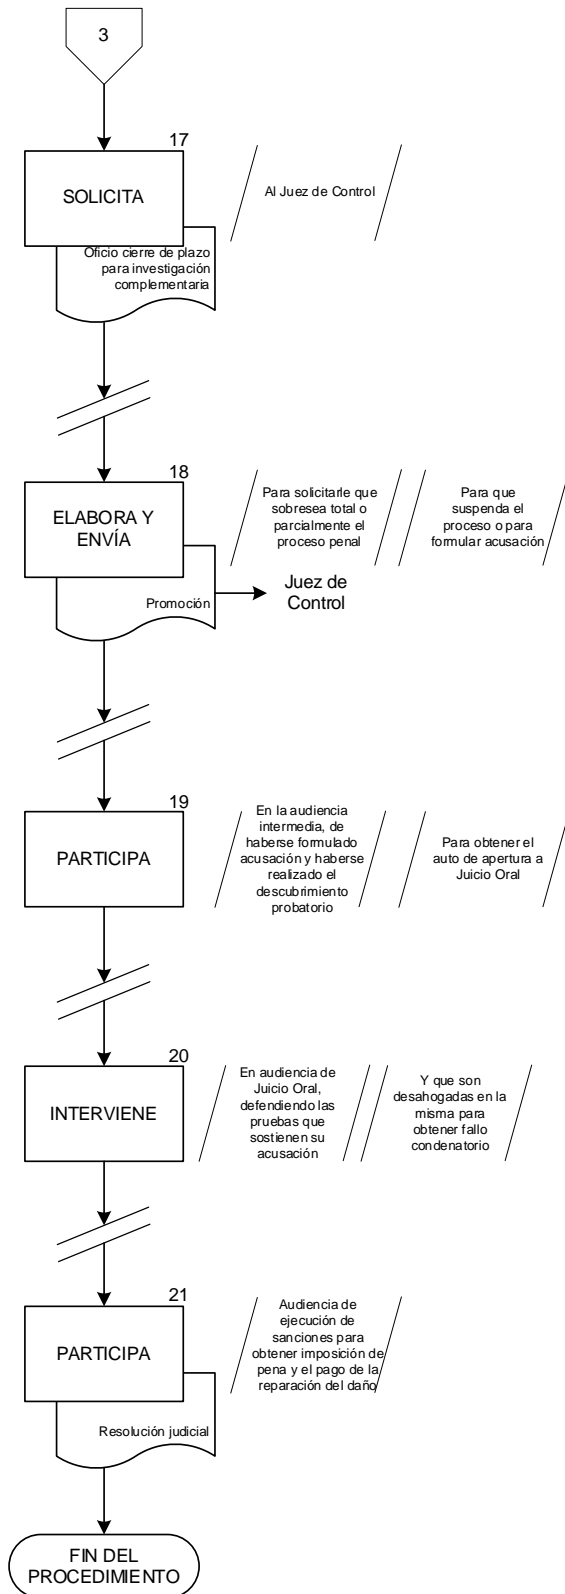 3
17
SOLICITA
Al Juez de Control
Oficio cierre de plazo
para investigación
complementaria
18
ELABORA Y
ENVÍA
Para solicitarle que
sobresea total o
parcialmente el
proceso penal
Para que
suspenda el
proceso o para
formular acusación
Promoción
Juez de
Control
19
PARTICIPA
En la audiencia
intermedia, de
haberse formulado
acusación y haberse
realizado el
descubrimiento
probatorio
Para obtener el
auto de apertura a
Juicio Oral
20
INTERVIENE
En audiencia de
Juicio Oral,
defendiendo las
pruebas que
sostienen su
acusación
Y que son
desahogadas en la
misma para
obtener fallo
condenatorio
21
PARTICIPA
Audiencia de
ejecución de
sanciones para
obtener imposición de
pena y el pago de la
reparación del daño
Resolución judicial
FIN DEL
PROCEDIMIENTO